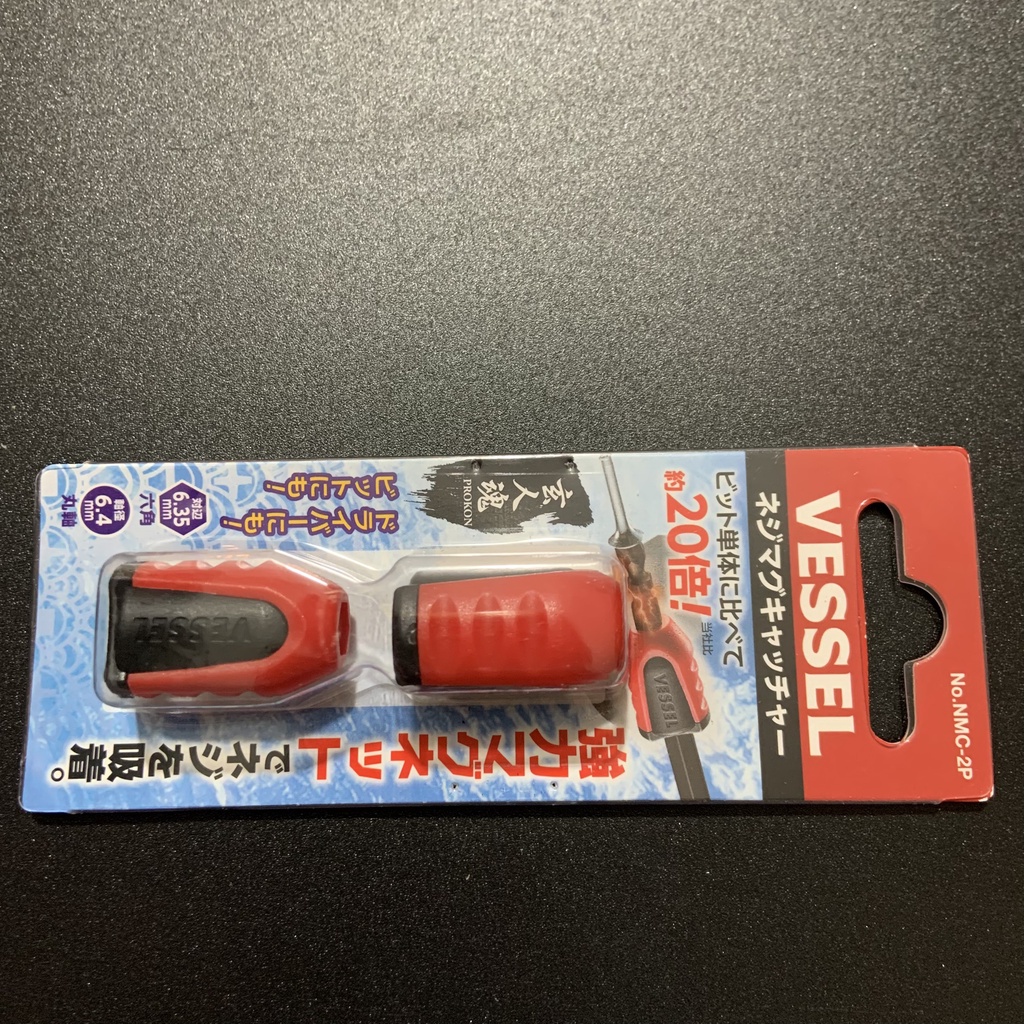 No.NMC-2P
VESSEL
ネジマグキャッチャー
ビット単体に比べて
約20倍!
当社比
VESSEL
玄人魂
PROKON
強力マグネット
でネジを吸着。
ドライバーにも!
ビットにも!
対辺
6.35
mm
六角
軸径
6.4
mm
丸軸
VESSEL